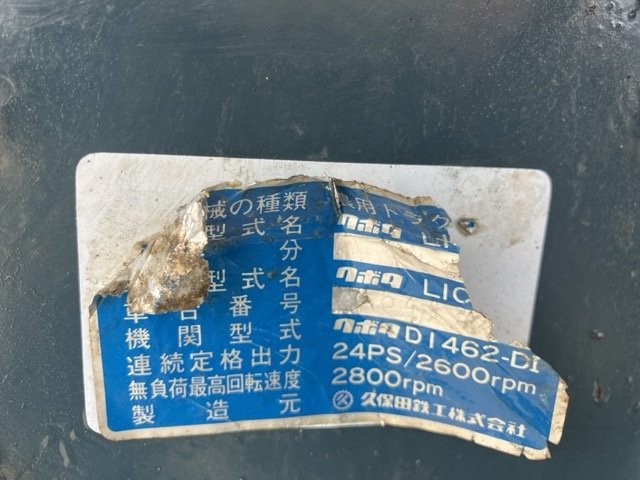 械の種類 用トラク
型式名 クボタ
分
型式名 クボタ L1
車台番号
機関型式 クボタ D1462-DI
連続定格出力 24PS/2600rpm
無負荷最高回転速度 2800rpm
製造元 久保田鉄工株式会社